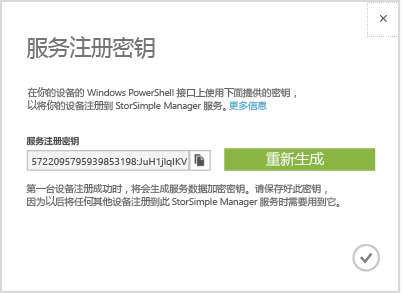 服务注册密钥
在你的设备的 Windows PowerShell 接口上使用下面提供的密钥，
以将你的设备注册到 StorSimple Manager 服务。更多信息
服务注册密钥
5722095795939853198:JuH1jIqIKV
重新生成
第一台设备注册成功时，将会生成服务数据加密密钥。请保存好此密钥，
因为以后将任何其他设备注册到此 StorSimple Manager 服务时需要用到它。